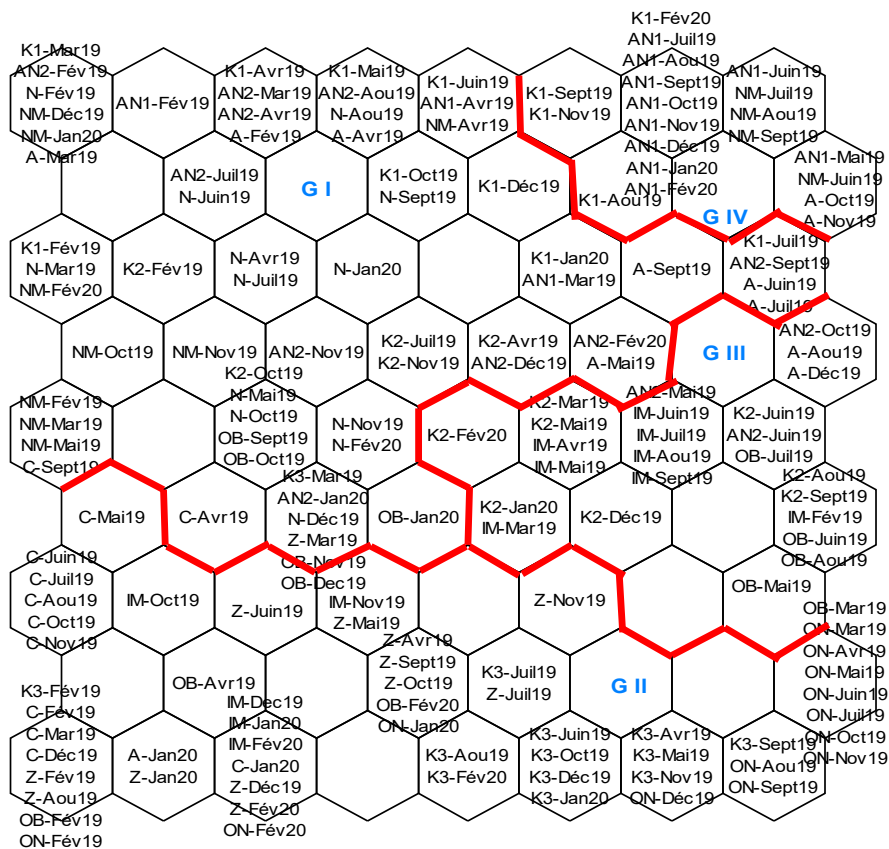 K1-Mar19
AN2-Fév19
N-Fév19
NM-Déc19
NM-Jan20
A-Mar19
AN1-Fév19
K1-Avr19
AN2-Mar19
AN2-Avr19
A-Fév19
K1-Mai19
AN2-Aou19
N-Aou19
A-Avr19
K1-Juin19
AN1-Avr19
NM-Avr19
K1-Sept19
K1-Nov19
K1-Fév20
AN1-Juil19
AN1-Aou19
AN1-Sept19
AN1-Oct19
AN1-Nov19
AN1-Déc19
AN1-Jan20
AN1-Fév20
AN1-Juin19
NM-Juil19
NM-Aou19
NM-Sept19
AN2-Juil19
N-Juin19
G I
K1-Oct19
N-Sept19
K1-Déc19
K1-Aou19
G IV
AN1-Mai19
NM-Juin19
A-Oct19
A-Nov19
K1-Fév19
N-Mar19
NM-Fév20
K2-Fév19
N-Avr19
N-Juil19
N-Jan20
K1-Jan20
AN1-Mar19
A-Sept19
K1-Juil19
AN2-Sept19
A-Juin19
A-Juil19
NM-Oct19
NM-Nov19
AN2-Nov19
K2-Juil19
K2-Nov19
K2-Avr19
AN2-Déc19
AN2-Fév20
A-Mai19
G III
AN2-Oct19
A-Aou19
A-Déc19
NM-Fév19
NM-Mar19
NM-Mai19
C-Sept19
K2-Oct19
N-Mai19
N-Oct19
OB-Sept19
OB-Oct19
N-Nov19
N-Fév20
K2-Fév20
K2-Mar19
K2-Mai19
IM-Avr19
IM-Mai19
AN2-Mai19
IM-Juin19
IM-Juil19
IM-Aou19
IM-Sept19
K2-Juin19
AN2-Juin19
OB-Juil19
C-Mai19
C-Avr19
K3-Mar19
AN2-Jan20
N-Déc19
Z-Mar19
OB-Nov19
OB-Dec19
OB-Jan20
K2-Jan20
IM-Mar19
K2-Déc19
K2-Aou19
K2-Sept19
IM-Fév19
OB-Juin19
OB-Aou19
C-Juin19
C-Juil19
C-Aou19
C-Oct19
C-Nov19
IM-Oct19
Z-Juin19
IM-Nov19
Z-Mai19
Z-Nov19
OB-Mai19
K3-Fév19
C-Fév19
C-Mar19
C-Déc19
Z-Fév19
Z-Aou19
OB-Fév19
ON-Fév19
OB-Avr19
Z-Avr19
Z-Sept19
Z-Oct19
OB-Fév20
ON-Jan20
K3-Juil19
Z-Juil19
G II
OB-Mar19
ON-Mar19
ON-Avr19
ON-Mai19
ON-Juin19
ON-Juil19
ON-Oct19
ON-Nov19
A-Jan20
Z-Jan20
IM-Dec19
IM-Jan20
IM-Fév20
C-Jan20
Z-Déc19
Z-Fév20
ON-Fév20
K3-Aou19
K3-Fév20
K3-Juin19
K3-Oct19
K3-Déc19
K3-Jan20
K3-Avr19
K3-Mai19
K3-Nov19
ON-Déc19
K3-Sept19
ON-Aou19
ON-Sept19